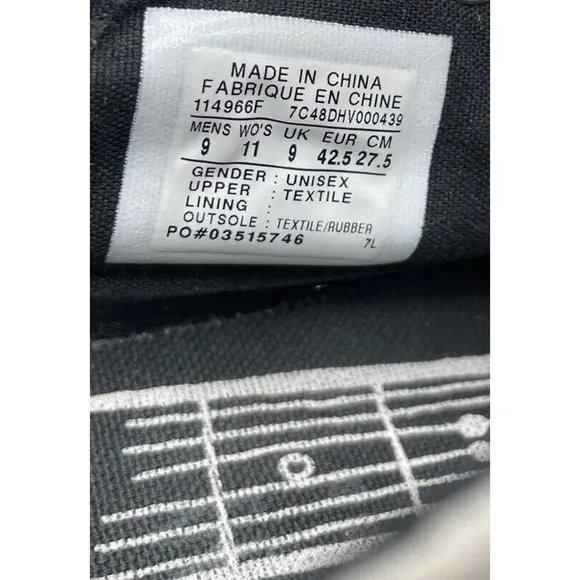 MADE IN CHINA
FABRIQUE EN CHINE
114966F 7C48DHV000439
MENS WO'S UK EUR CM
9 11 9 42.5 27.5
GENDER : UNISEX
UPPER : TEXTILE
LINING :
OUTSOLE : TEXTILE/RUBBER
PO#03515746 7L